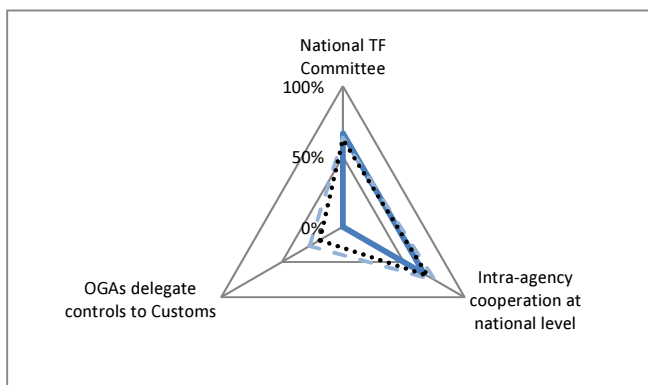 National TF
Committee
100%
50%
0%
OGAs delegate
controls to Customs
Intra-agency
cooperation at
national level